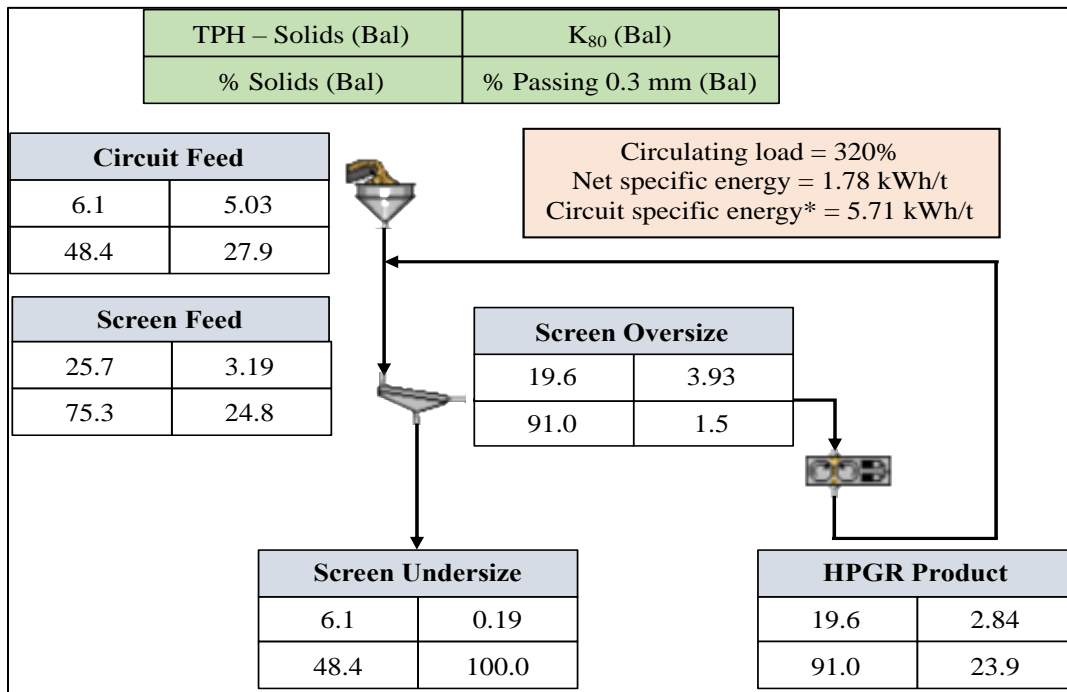 TPH – Solids (Bal) K₈₀ (Bal)
% Solids (Bal) % Passing 0.3 mm (Bal)
Circulating load = 320%
Net specific energy = 1.78 kWh/t
Circuit specific energy* = 5.71 kWh/t
Circuit Feed
6.1 5.03
48.4 27.9
Screen Feed
25.7 3.19
75.3 24.8
Screen Oversize
19.6 3.93
91.0 1.5
Screen Undersize
6.1 0.19
48.4 100.0
HPGR Product
19.6 2.84
91.0 23.9